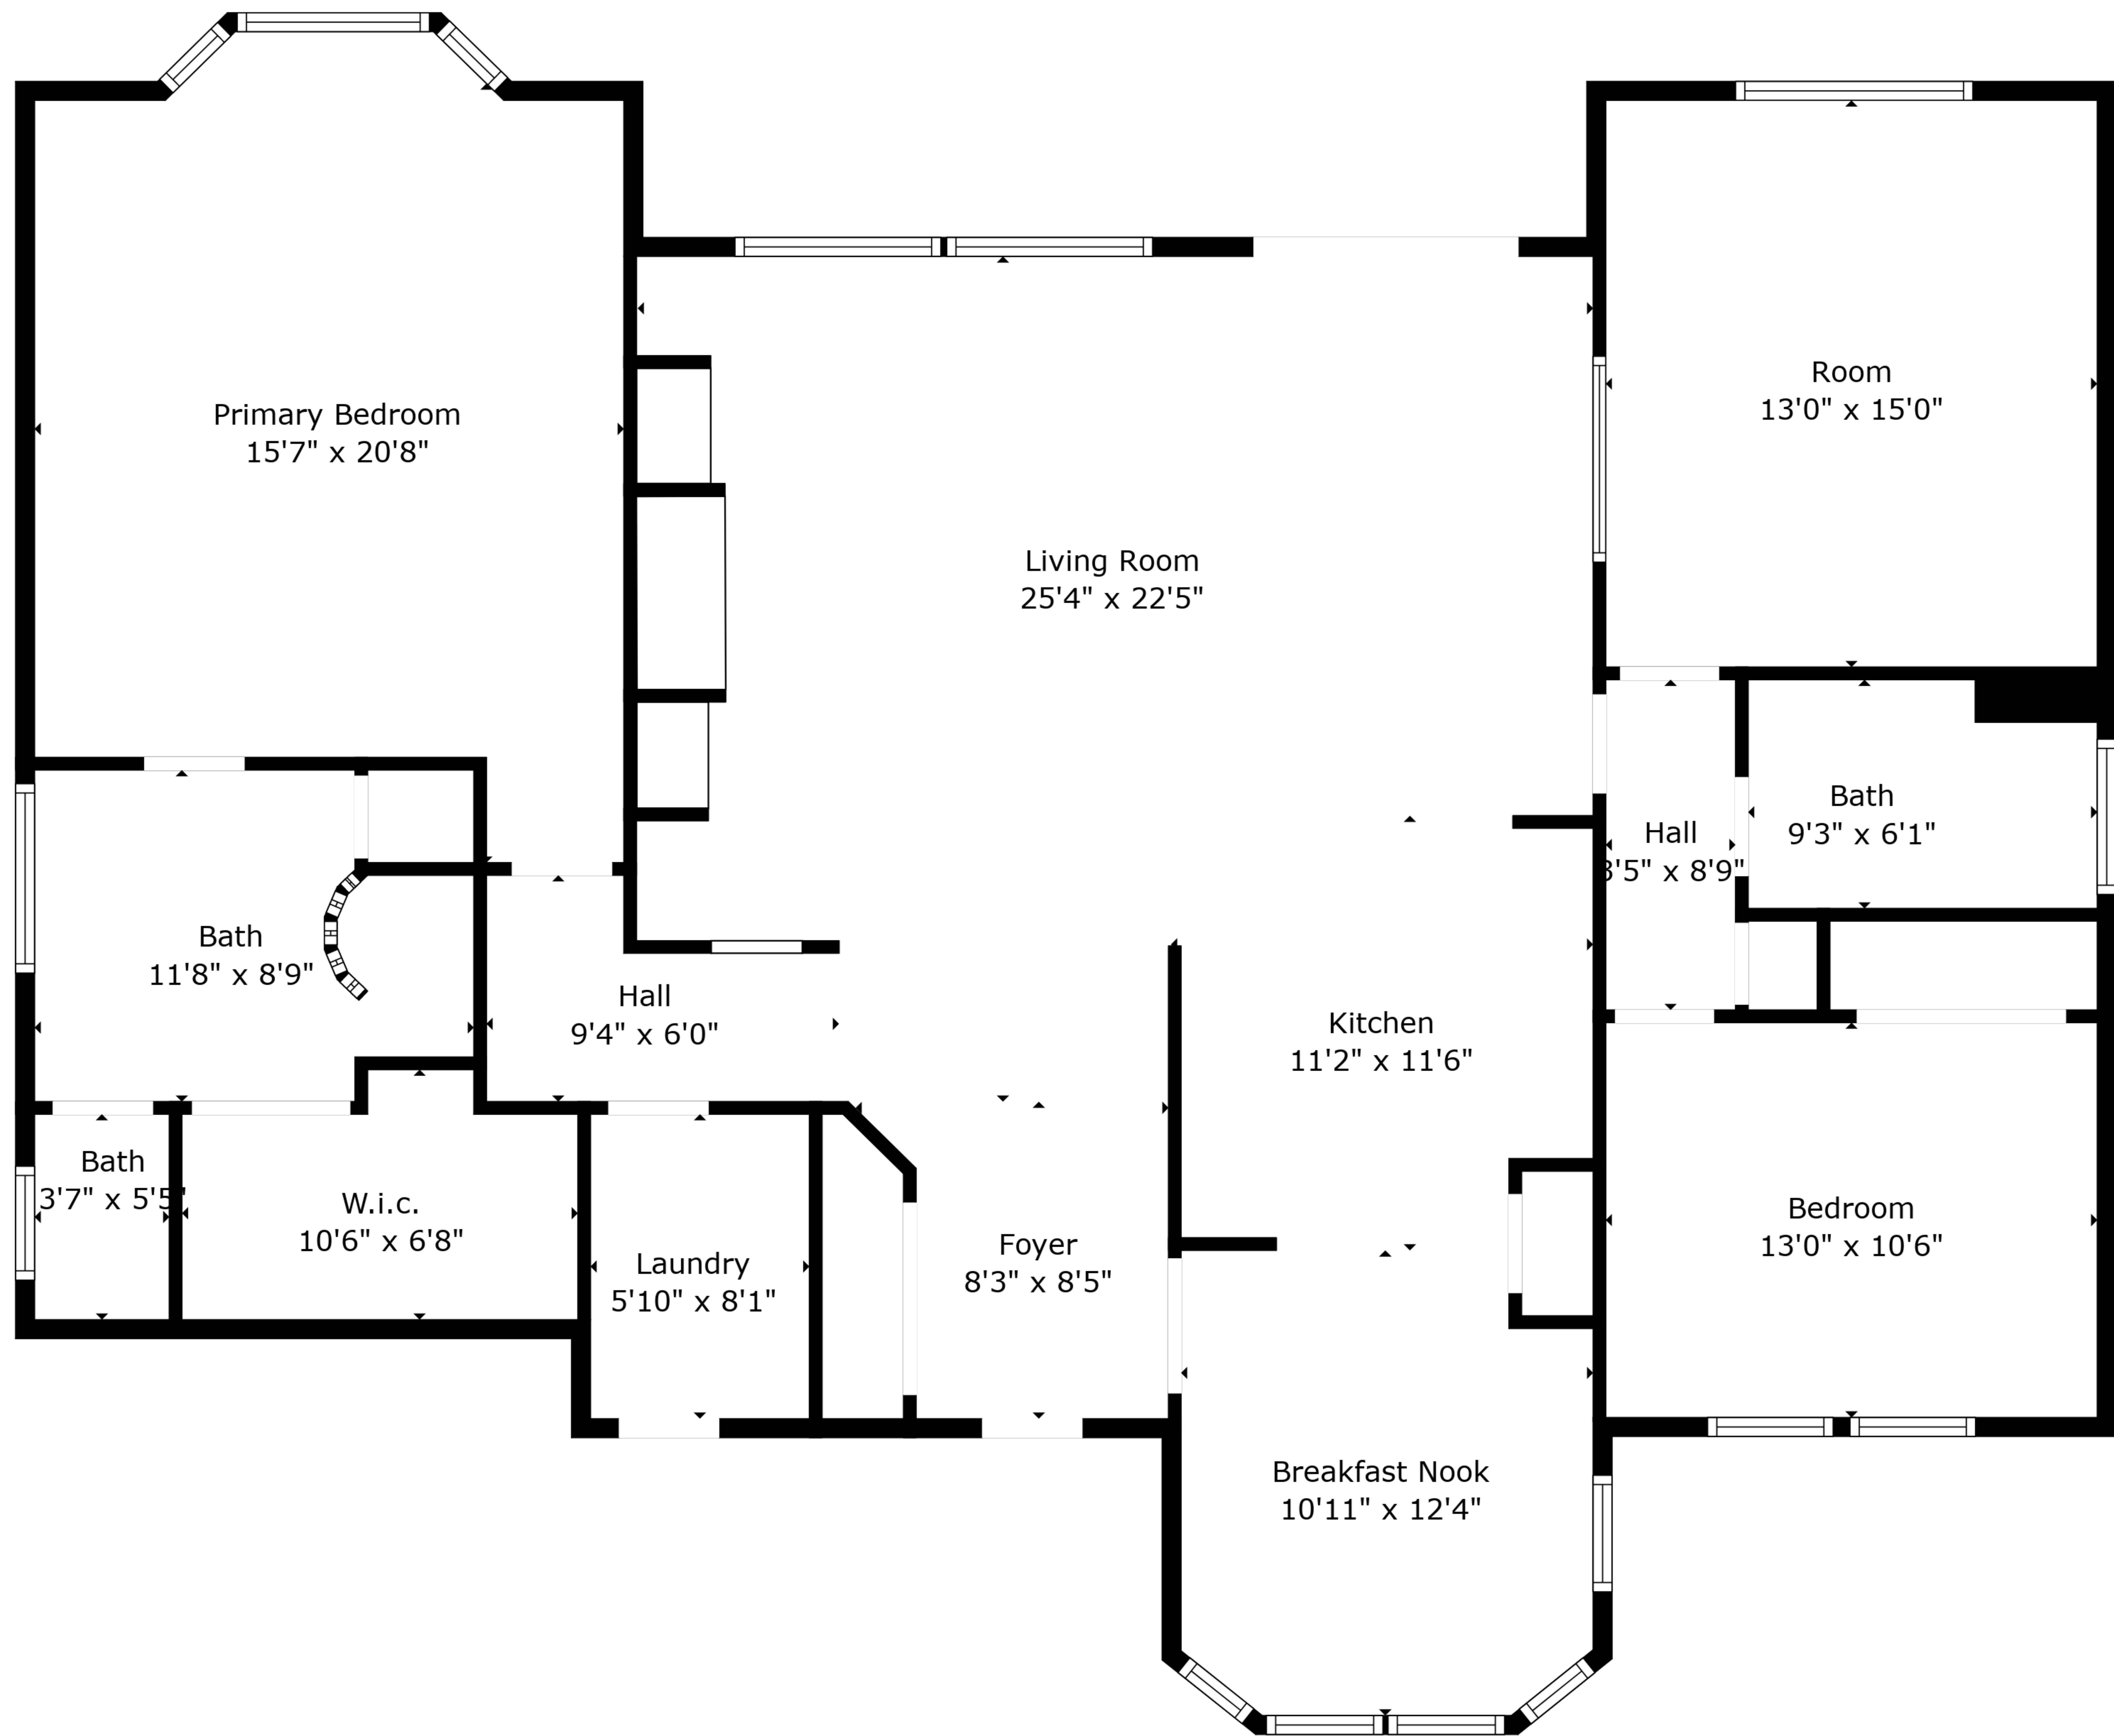 Primary Bedroom
15'7" x 20'8"
Living Room
25'4" x 22'5"
Room
13'0" x 15'0"
Bath
9'3" x 6'1"
Hall
3'5" x 8'9"
Bath
11'8" x 8'9"
Hall
9'4" x 6'0"
Kitchen
11'2" x 11'6"
Bath
3'7" x 5'5"
W.i.c.
10'6" x 6'8"
Laundry
5'10" x 8'1"
Foyer
8'3" x 8'5"
Bedroom
13'0" x 10'6"
Breakfast Nook
10'11" x 12'4"